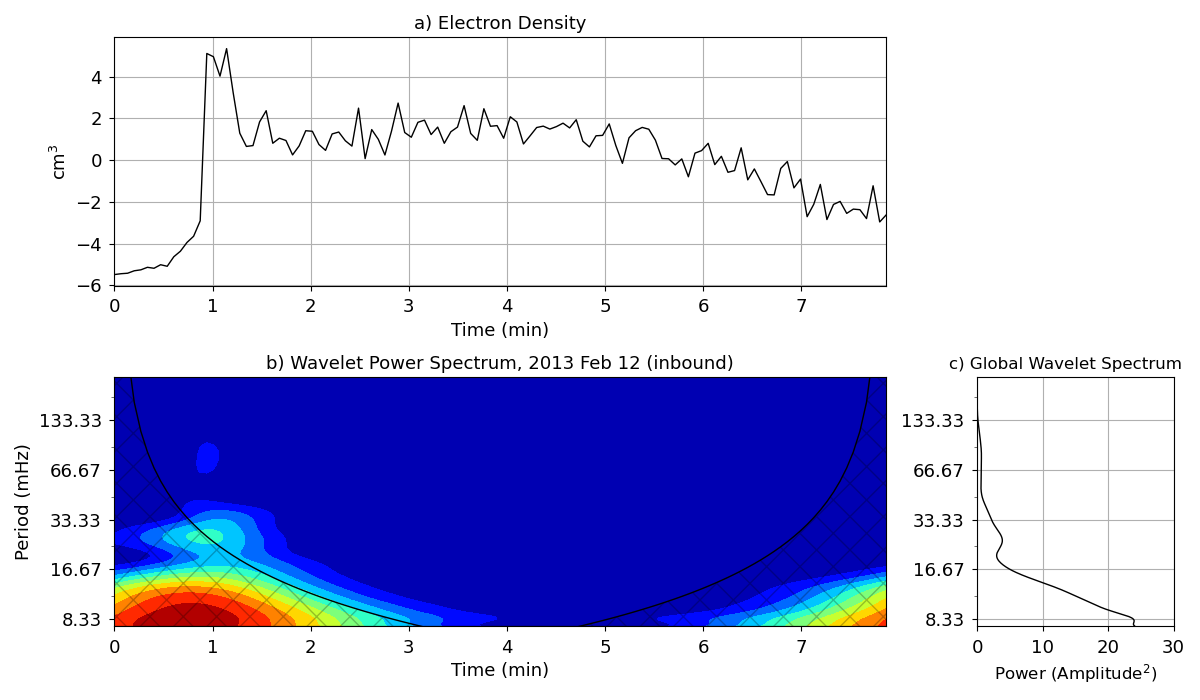 a) Electron Density
4
2
0
−2
−4
−6
cm³
0 1 2 3 4 5 6 7
Time (min)
b) Wavelet Power Spectrum, 2013 Feb 12 (inbound)
133.33
66.67
33.33
16.67
8.33
Period (mHz)
0 1 2 3 4 5 6 7
Time (min)
c) Global Wavelet Spectrum
133.33
66.67
33.33
16.67
8.33
0 10 20 30
Power (Amplitude²)